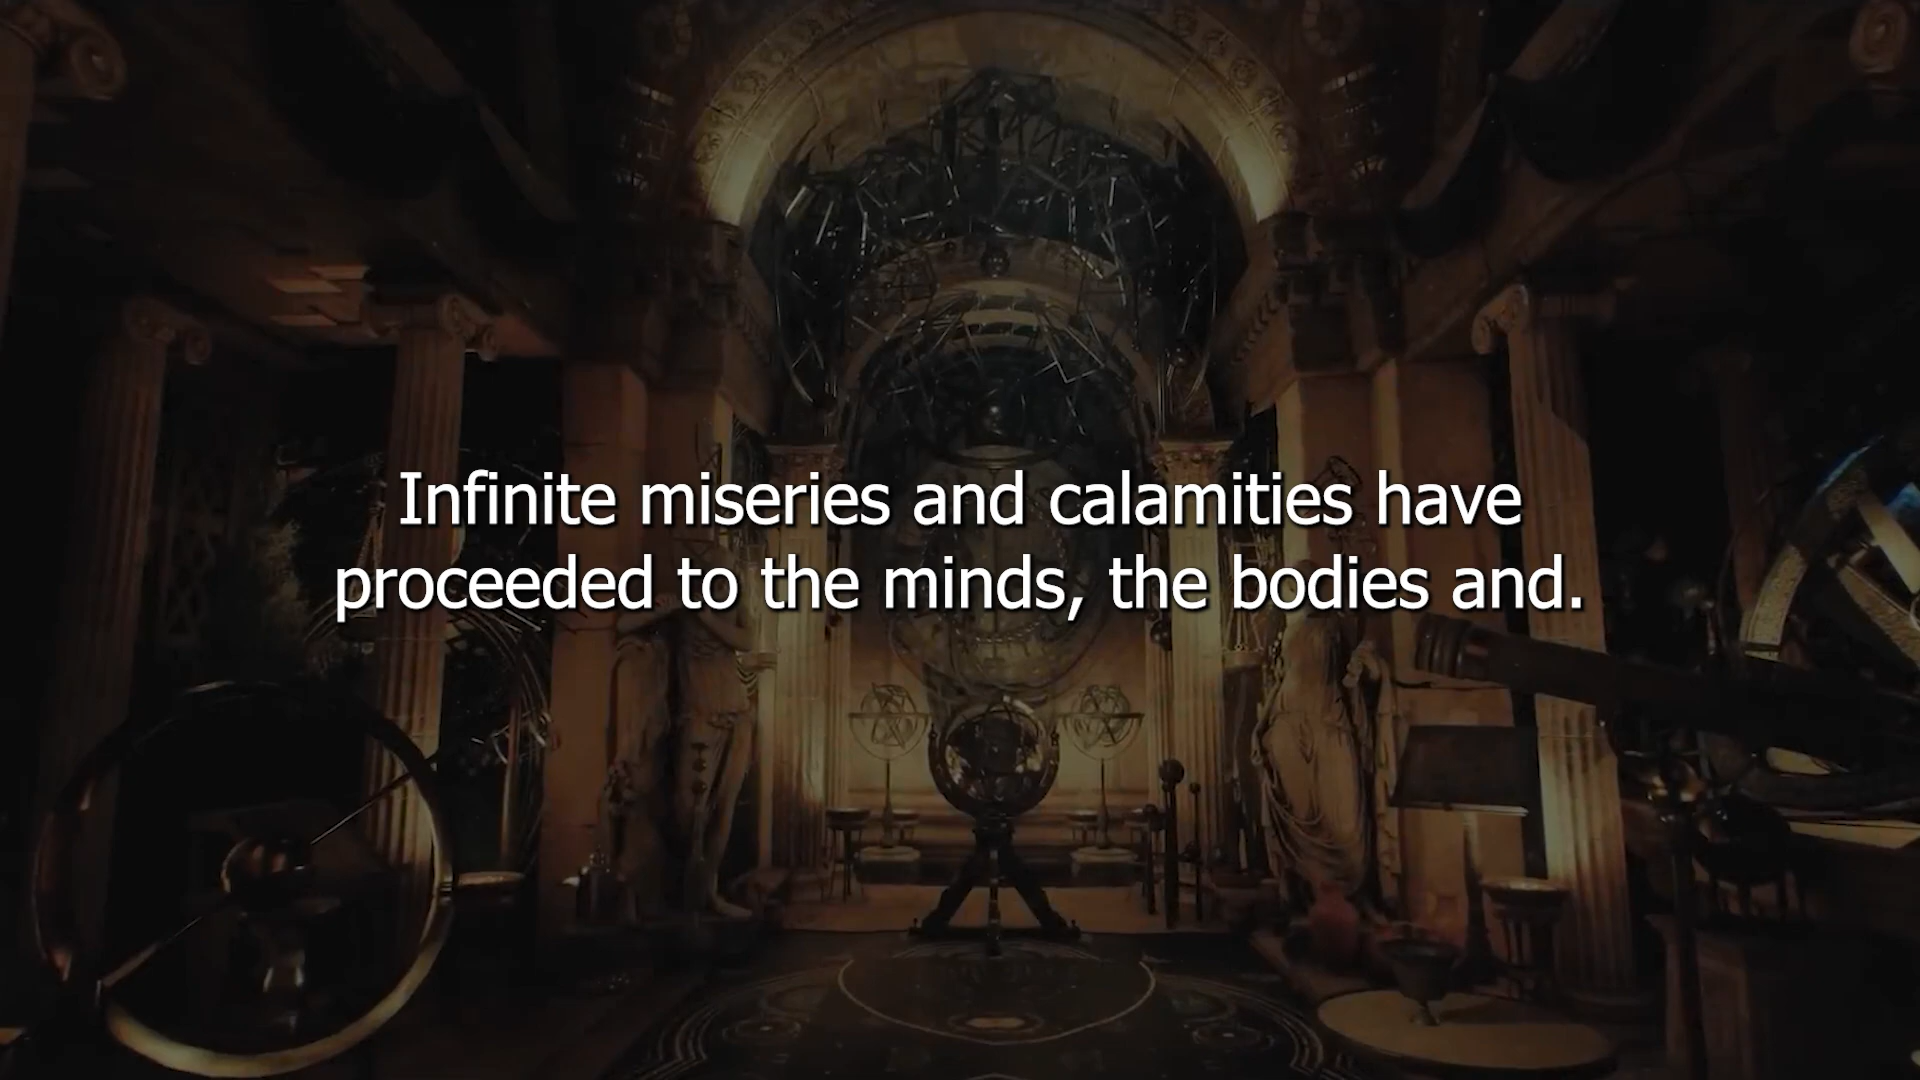 Infinite miseries and calamities have
proceeded to the minds, the bodies and.